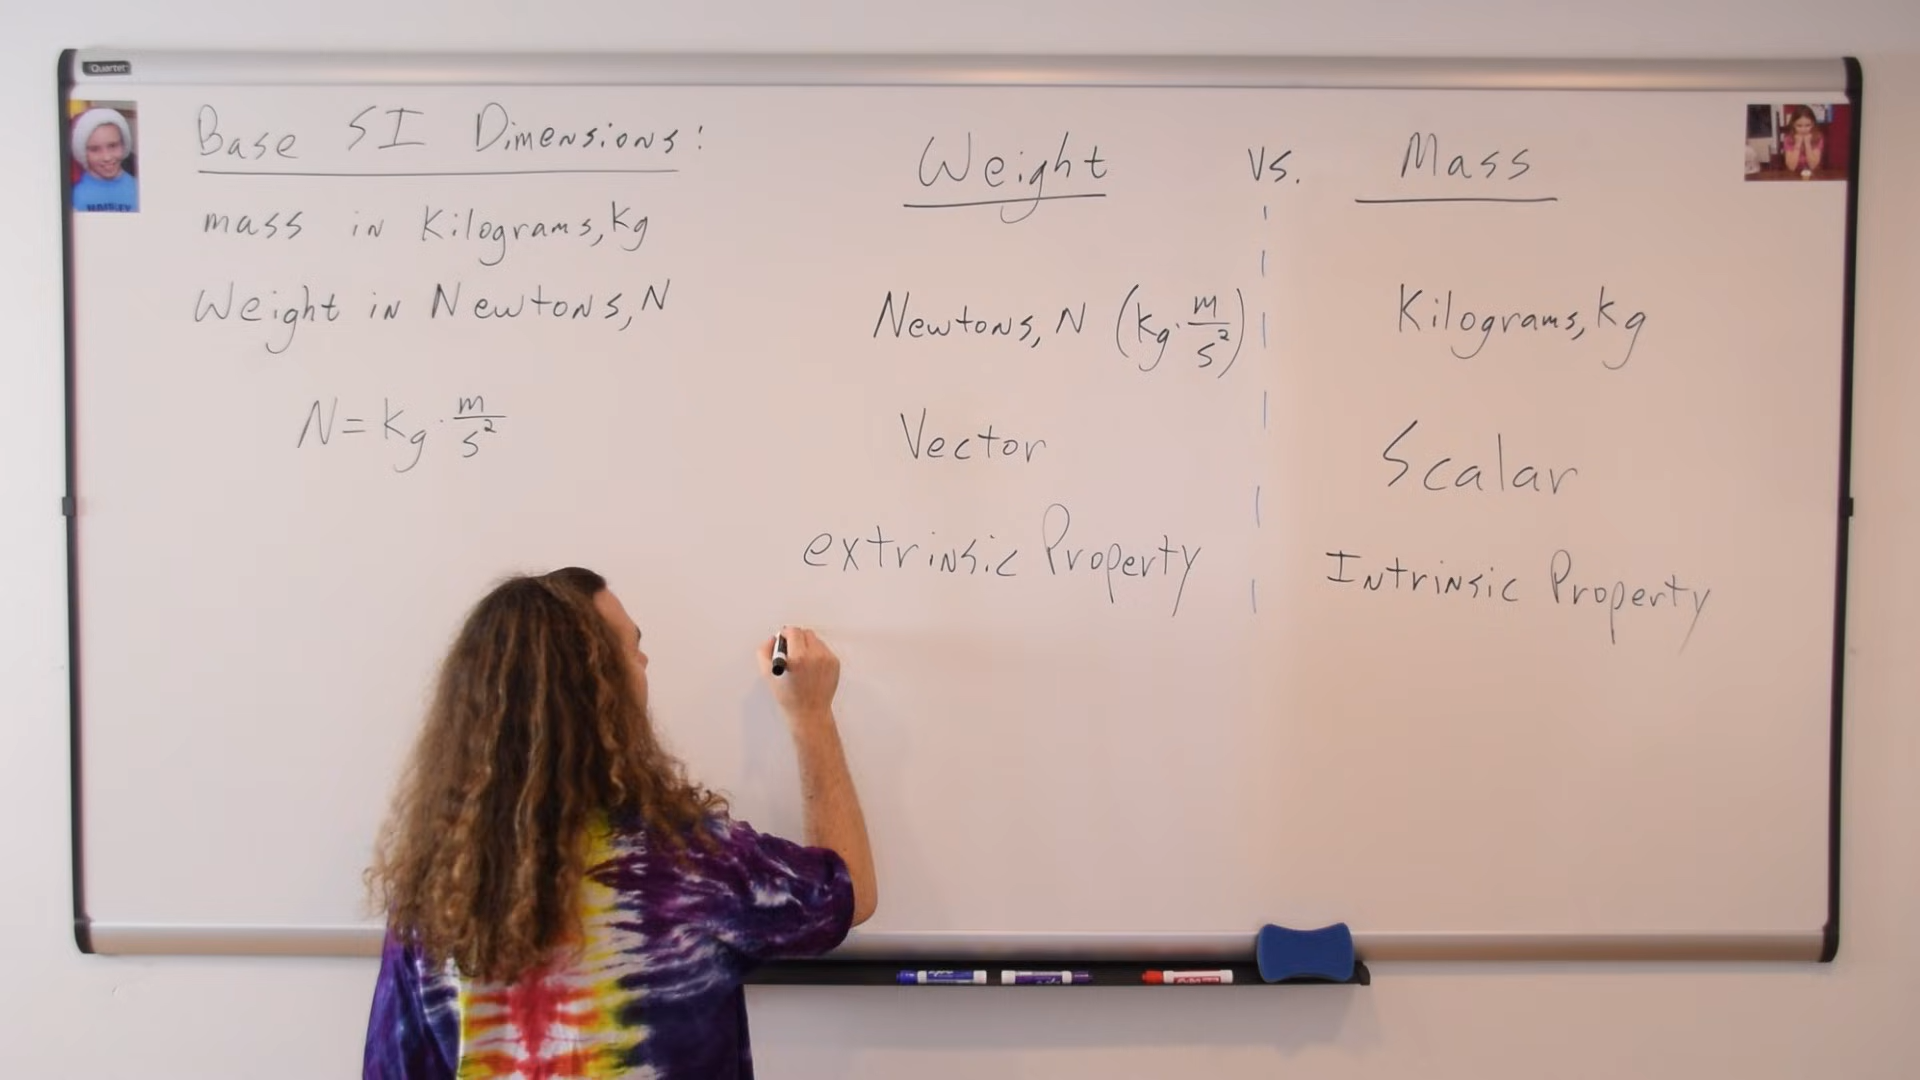 Quartet
Base SI Dimensions:
mass in Kilograms, kg
Weight in Newtons, N
N = kg · m/s²
Weight vs. Mass
Newtons, N (kg · m/s²) Kilograms, kg
Vector Scalar
extrinsic Property Intrinsic Property